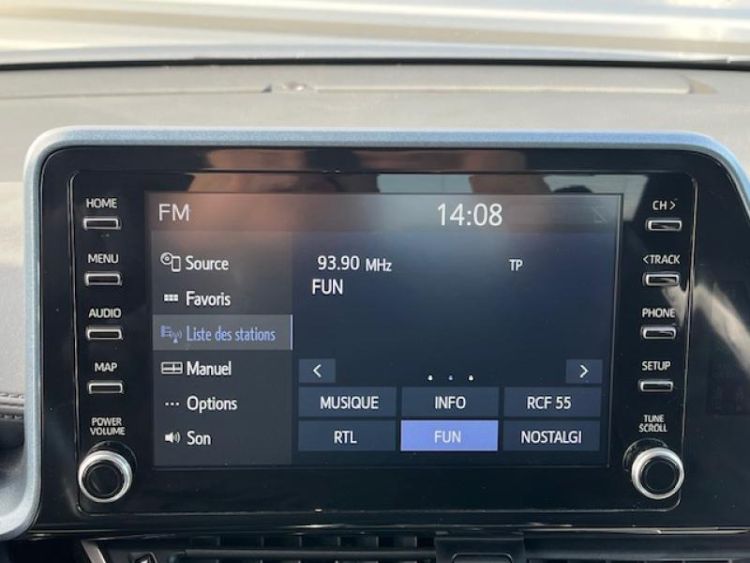 FM 14:08
HOME
MENU
AUDIO
MAP
POWER
VOLUME
Source
Favoris
Liste des stations
Manuel
Options
Son
93.90 MHz TP
FUN
< >
MUSIQUE INFO RCF 55
RTL FUN NOSTALGI
CH >
< TRACK
PHONE
SETUP
TUNE
SCROLL